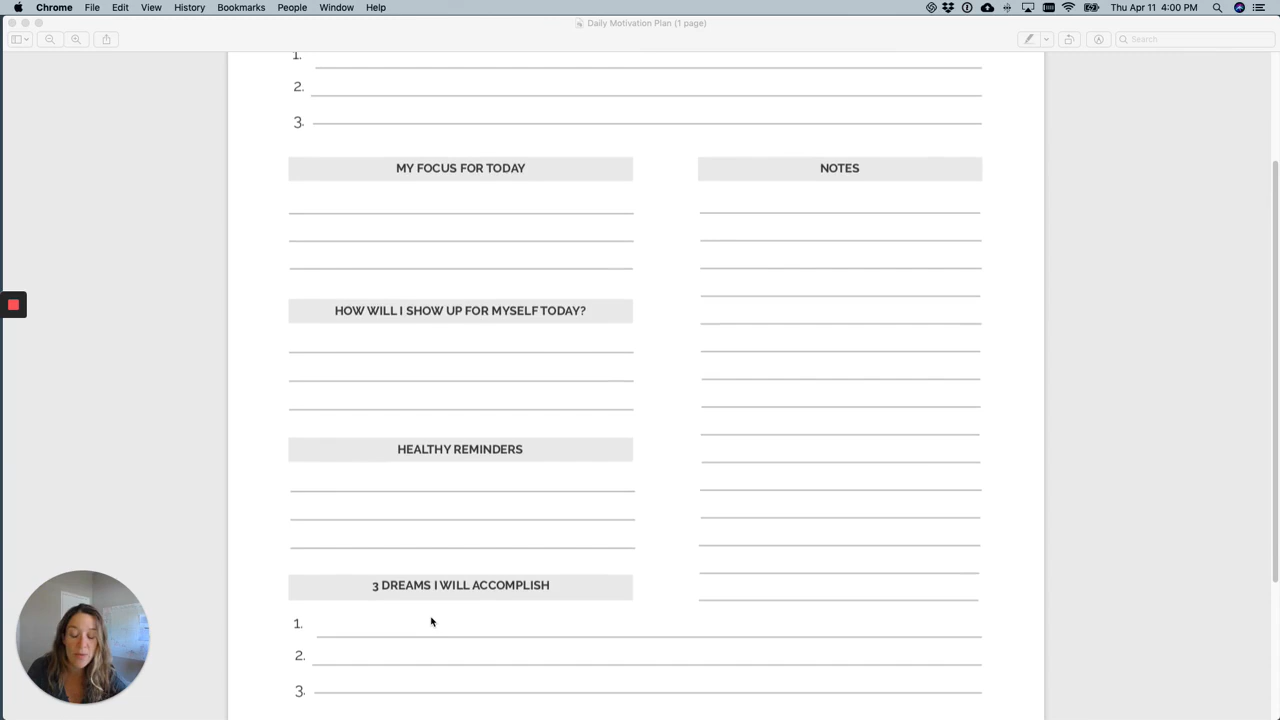 Chrome File Edit View History Bookmarks People Window Help Thu Apr 11 4:00 PM
Daily Motivation Plan (1 page)
Search
1.
2.
3.
MY FOCUS FOR TODAY
NOTES
HOW WILL I SHOW UP FOR MYSELF TODAY?
HEALTHY REMINDERS
3 DREAMS I WILL ACCOMPLISH
1.
2.
3.